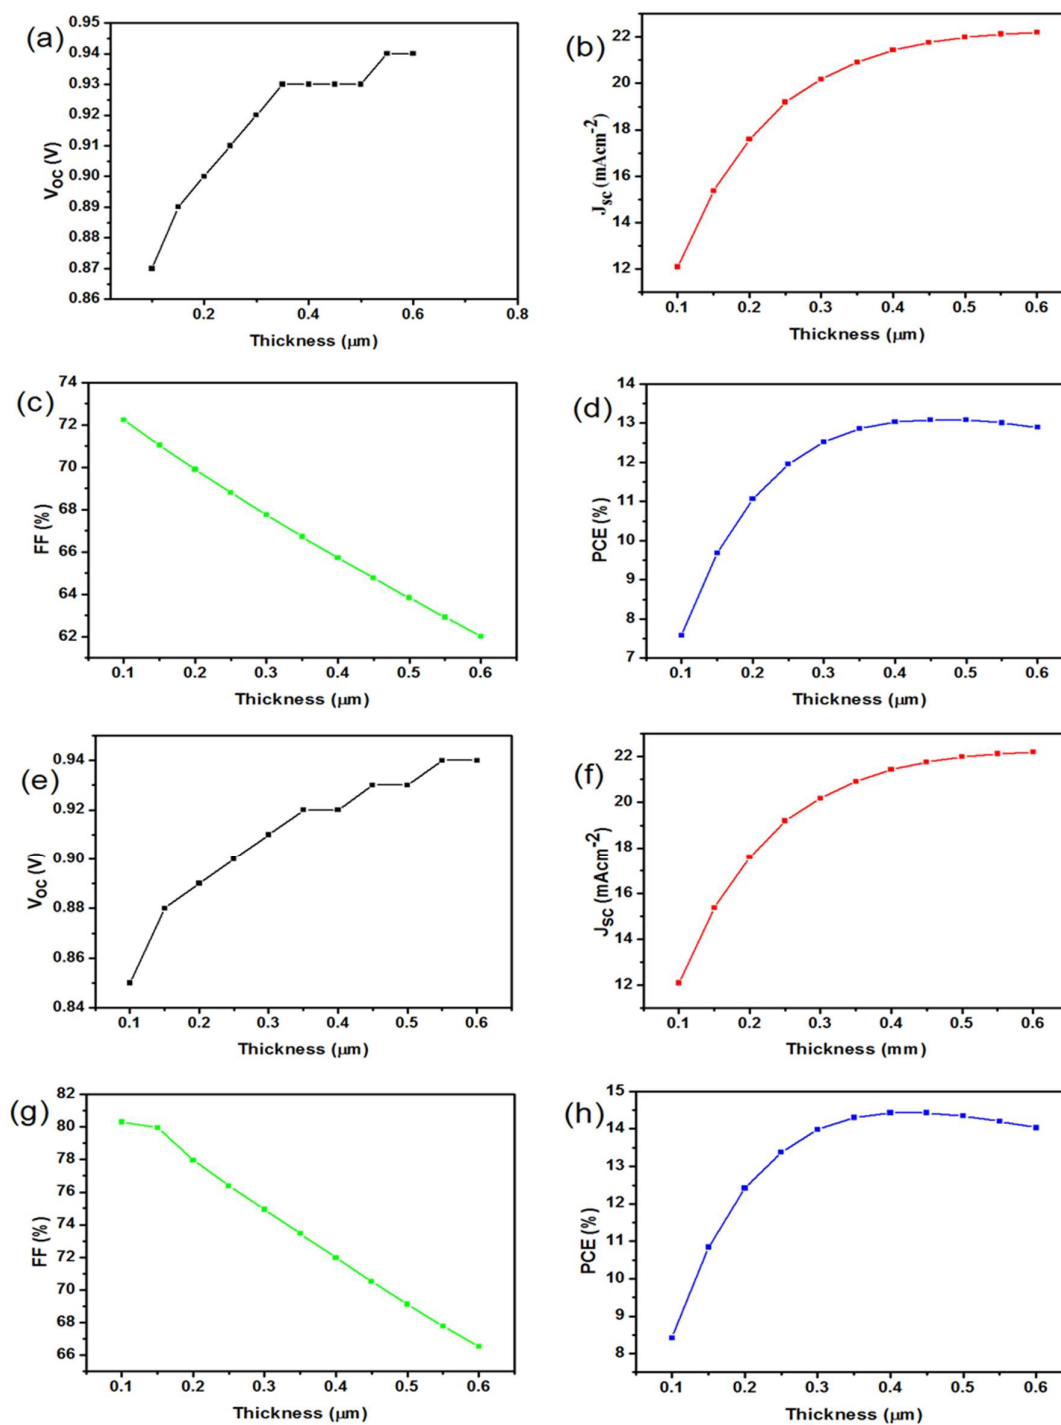 (a)
0.95
0.94
0.93
0.92
0.91
0.90
0.89
0.88
0.87
0.86
V_OC (V)
0.2 0.4 0.6 0.8
Thickness (μm)
(b)
22
20
18
16
14
12
J_sc (mAcm⁻²)
0.1 0.2 0.3 0.4 0.5 0.6
Thickness (μm)
(c)
74
72
70
68
66
64
62
FF (%)
0.1 0.2 0.3 0.4 0.5 0.6
Thickness (μm)
(d)
14
13
12
11
10
9
8
7
PCE (%)
0.1 0.2 0.3 0.4 0.5 0.6
Thickness (μm)
(e)
0.94
0.92
0.90
0.88
0.86
0.84
V_OC (V)
0.1 0.2 0.3 0.4 0.5 0.6
Thickness (μm)
(f)
22
20
18
16
14
12
J_SC (mAcm⁻²)
0.1 0.2 0.3 0.4 0.5 0.6
Thickness (mm)
(g)
82
80
78
76
74
72
70
68
66
FF (%)
0.1 0.2 0.3 0.4 0.5 0.6
Thickness (μm)
(h)
15
14
13
12
11
10
9
8
PCE (%)
0.1 0.2 0.3 0.4 0.5 0.6
Thickness (μm)